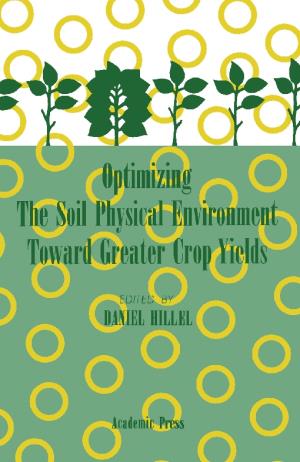 Optimizing
The Soil Physical Environment
Toward Greater Crop Yields
EDITED BY
DANIEL HILLEL
Academic Press